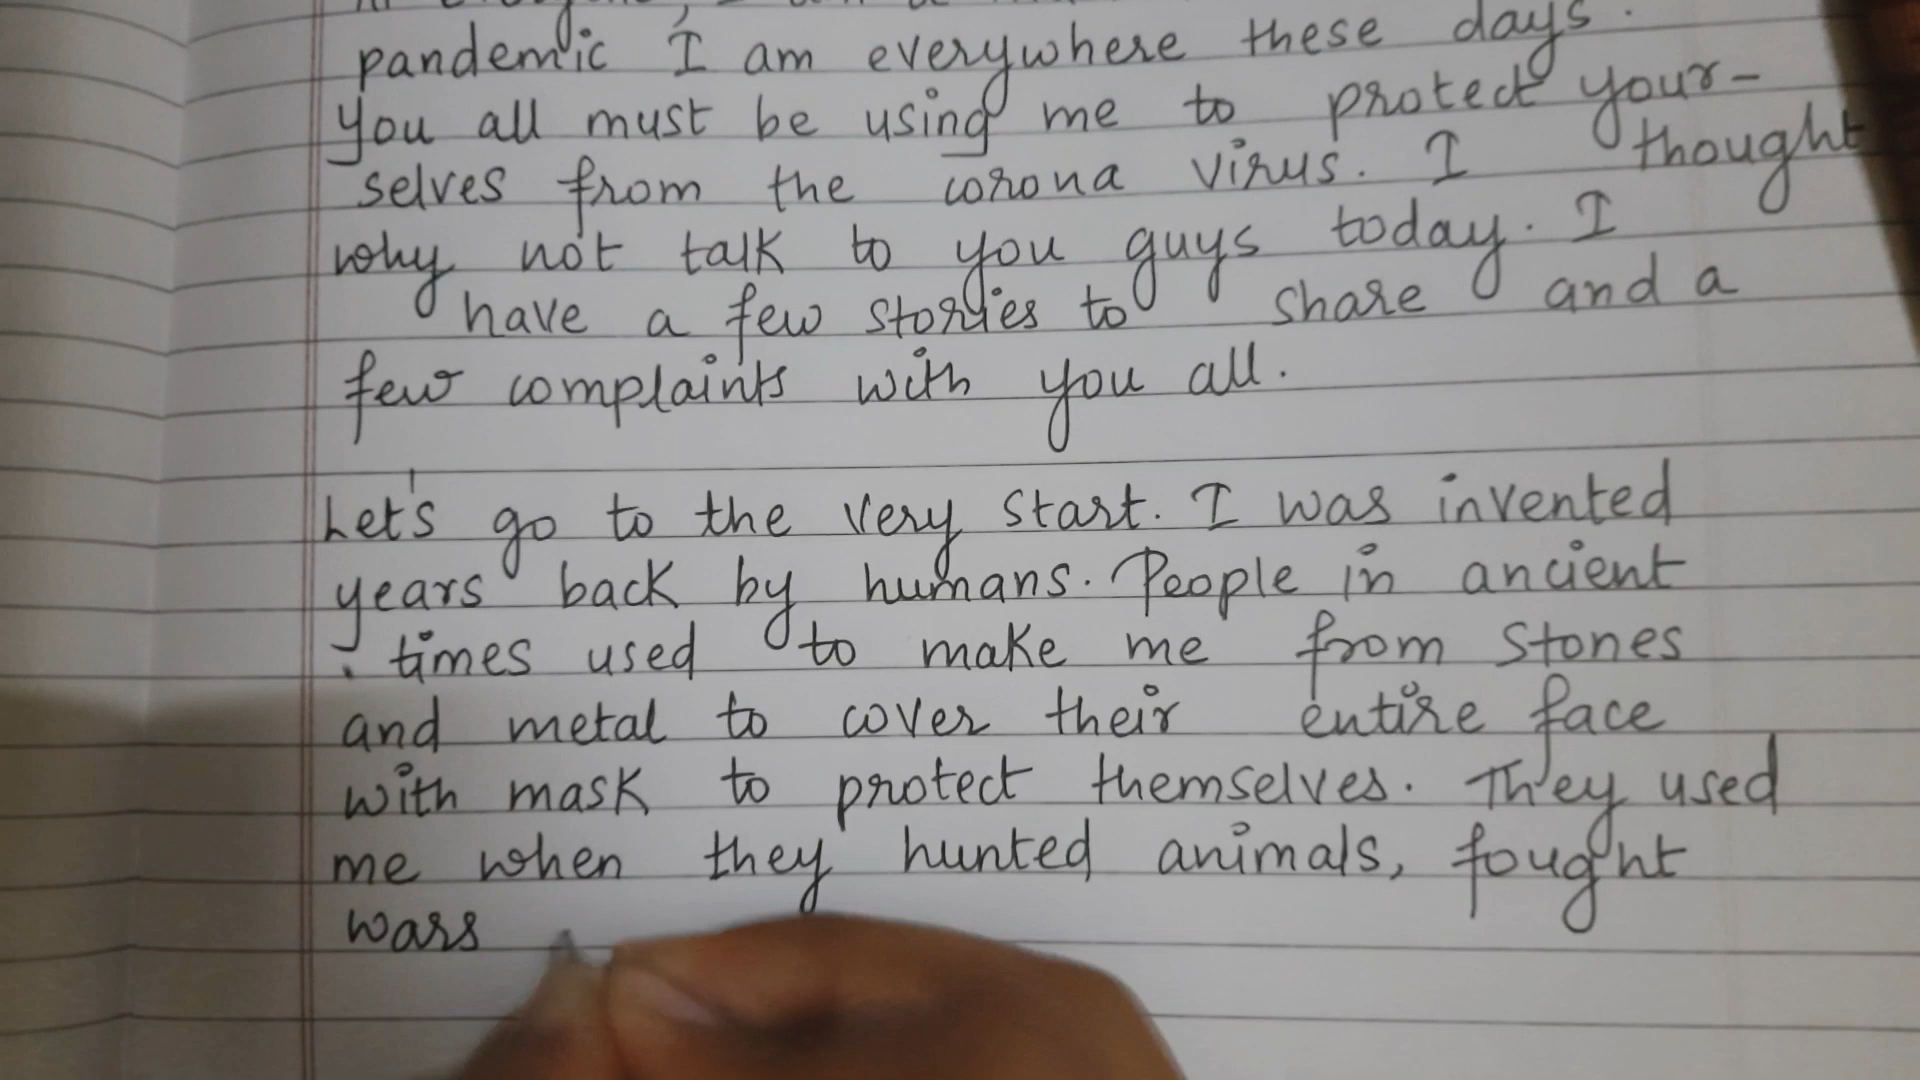 pandemic I am everywhere these days.
you all must be using me to protect your-
selves from the corona virus. I thought
why not talk to you guys today. I
have a few stories to share and a
few complaints with you all.
Let's go to the very start. I was invented
years back by humans. People in ancient
times used to make me from stones
and metal to cover their entire face
with mask to protect themselves. They used
me when they hunted animals, fought
wars